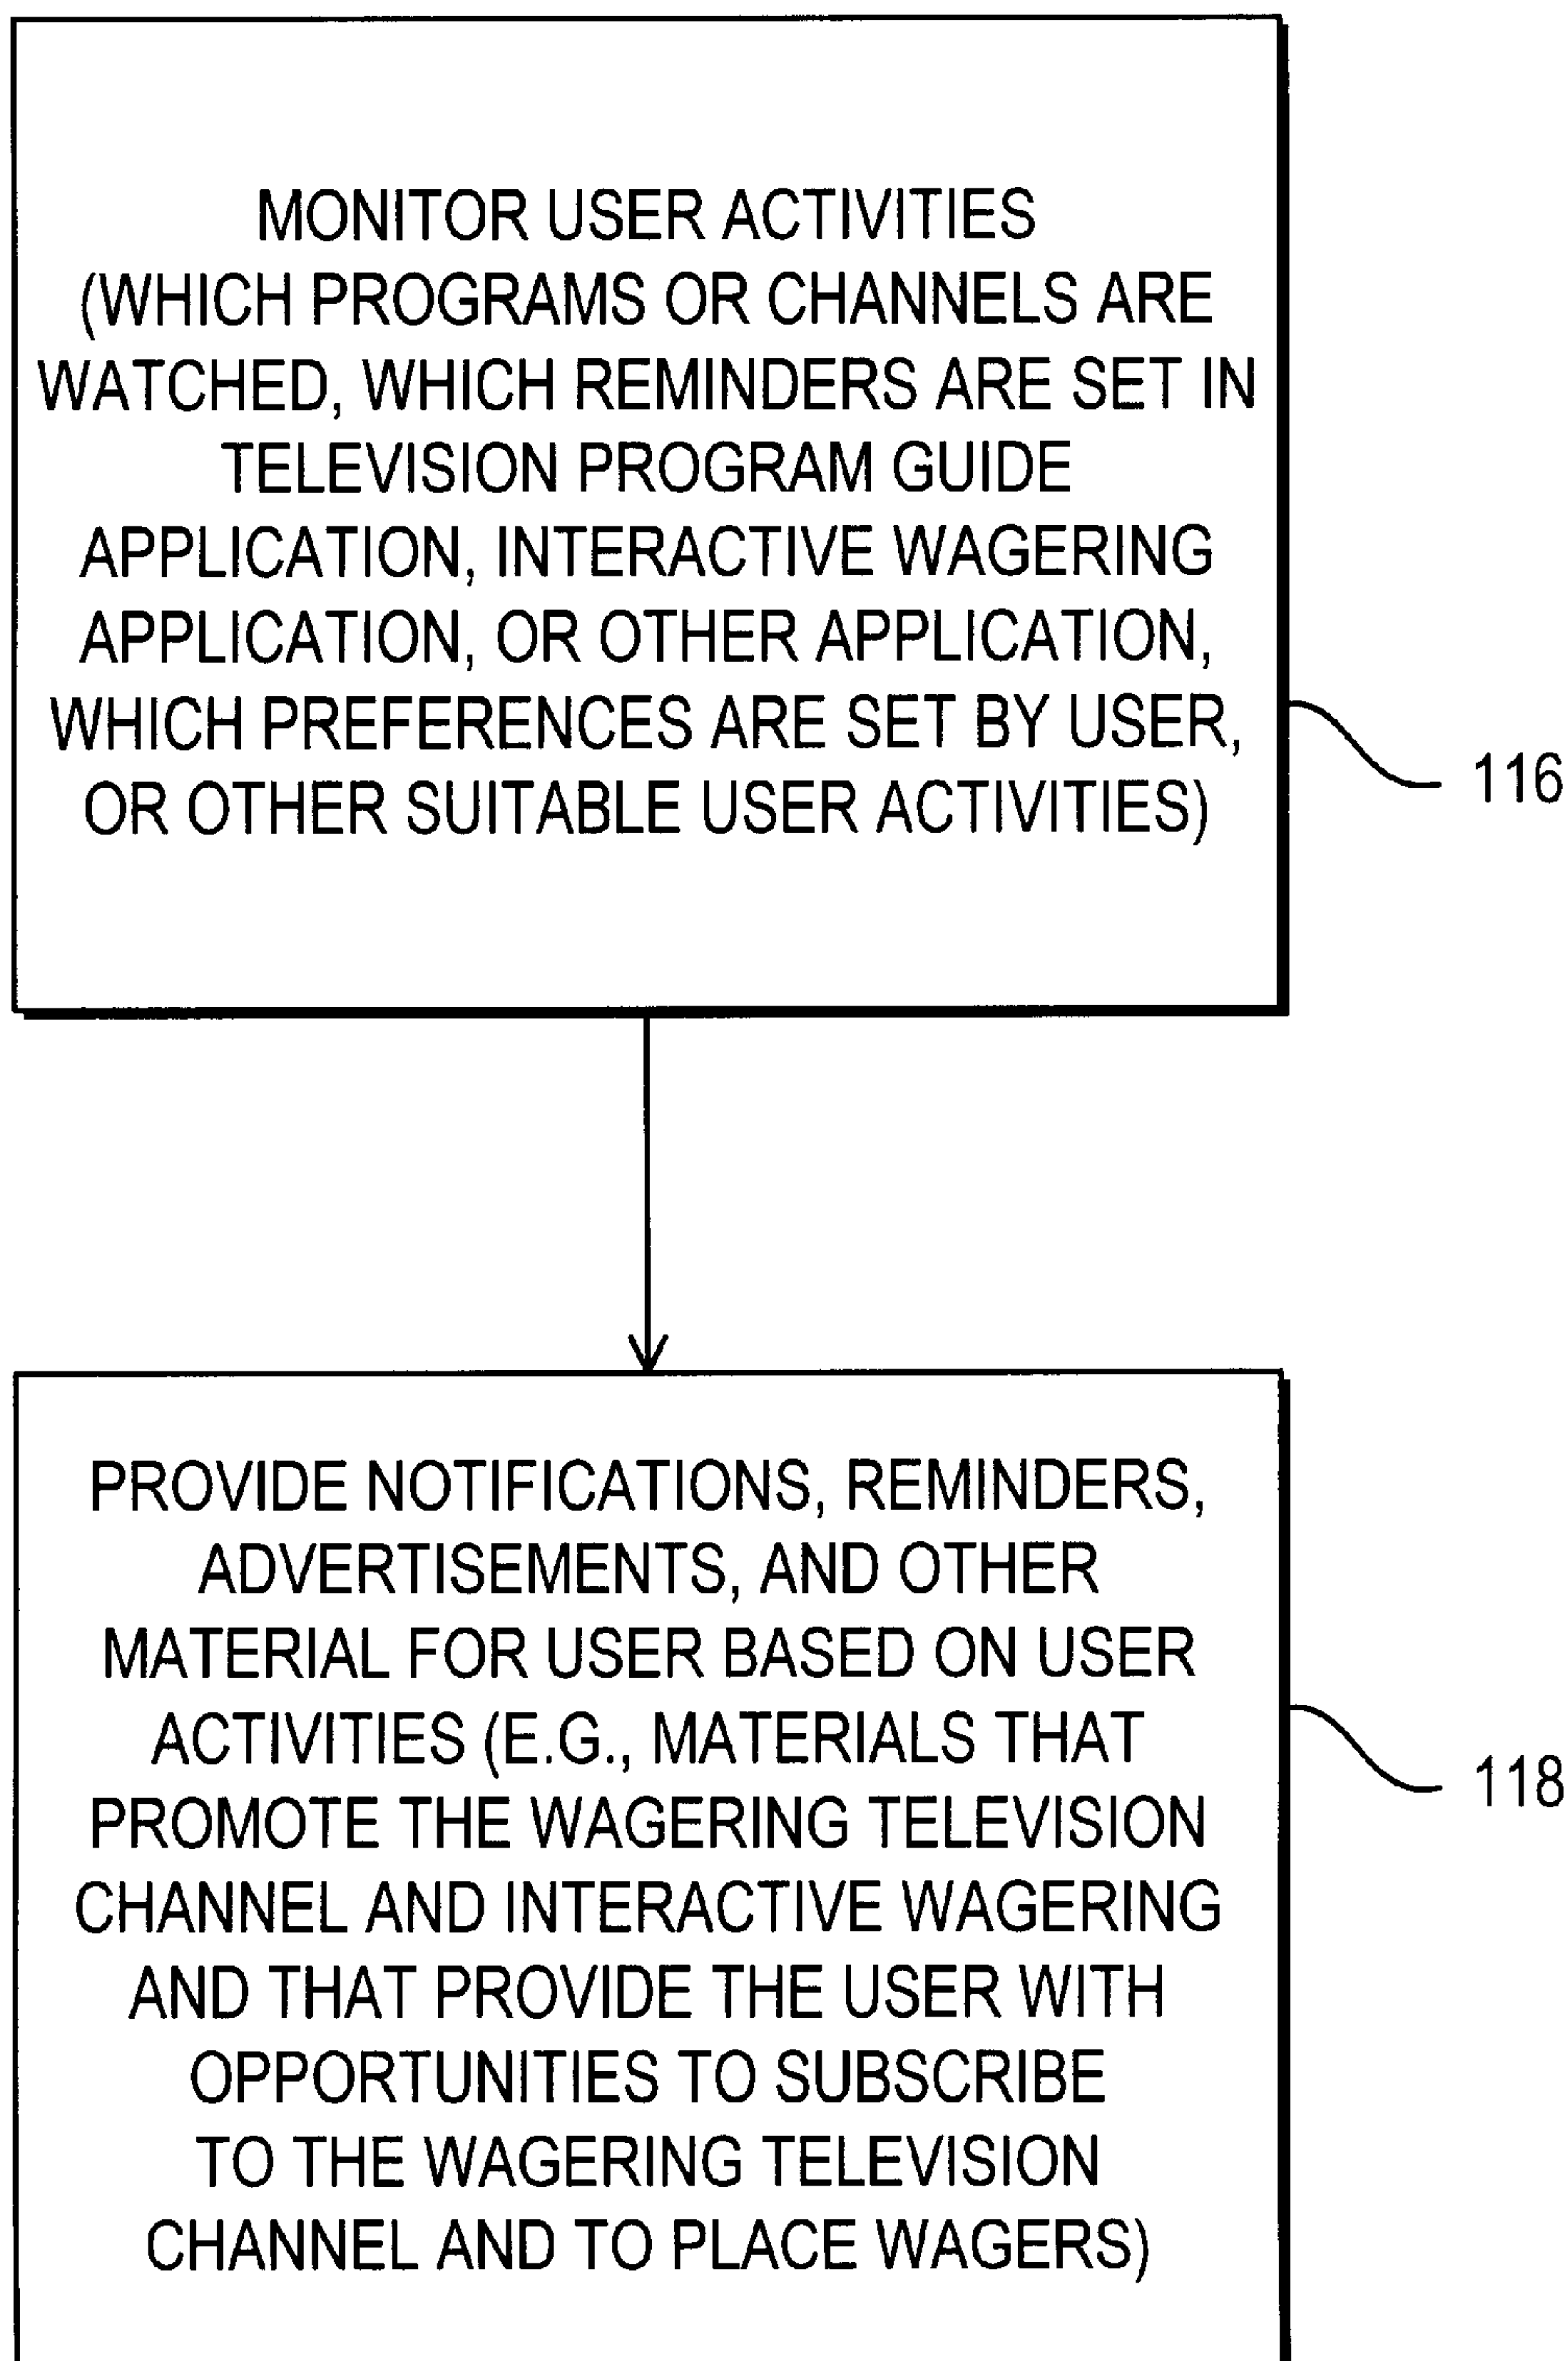 MONITOR USER ACTIVITIES
(WHICH PROGRAMS OR CHANNELS ARE
WATCHED, WHICH REMINDERS ARE SET IN
TELEVISION PROGRAM GUIDE
APPLICATION, INTERACTIVE WAGERING
APPLICATION, OR OTHER APPLICATION,
WHICH PREFERENCES ARE SET BY USER,
OR OTHER SUITABLE USER ACTIVITIES)
116
PROVIDE NOTIFICATIONS, REMINDERS,
ADVERTISEMENTS, AND OTHER
MATERIAL FOR USER BASED ON USER
ACTIVITIES (E.G., MATERIALS THAT
PROMOTE THE WAGERING TELEVISION
CHANNEL AND INTERACTIVE WAGERING
AND THAT PROVIDE THE USER WITH
OPPORTUNITIES TO SUBSCRIBE
TO THE WAGERING TELEVISION
CHANNEL AND TO PLACE WAGERS)
118